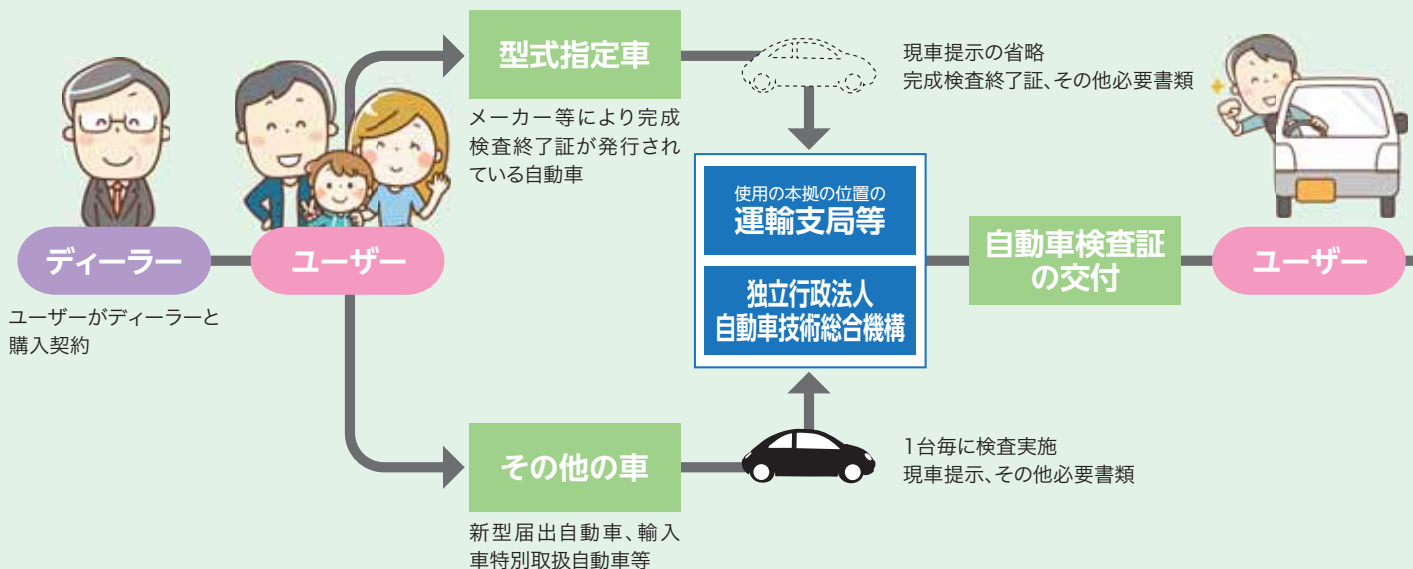 型式指定車
メーカー等により完成
検査終了証が発行され
ている自動車
現車提示の省略
完成検査終了証、その他必要書類
ディーラー
ユーザーがディーラーと
購入契約
ユーザー
使用の本拠の位置の
運輸支局等
独立行政法人
自動車技術総合機構
自動車検査証
の交付
ユーザー
その他の車
新型届出自動車、輸入
車特別取扱自動車等
1台毎に検査実施
現車提示、その他必要書類